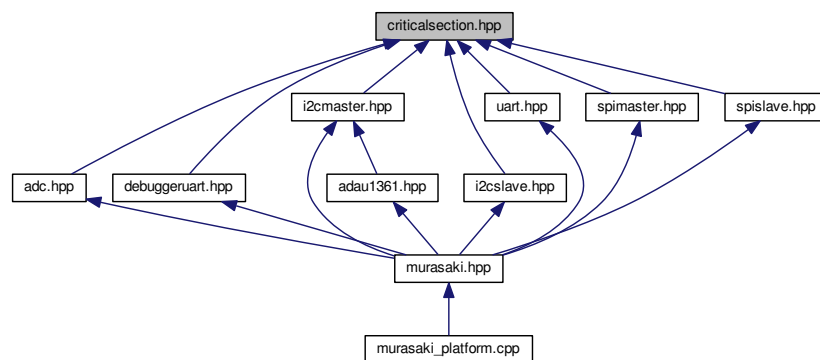 criticalsection.hpp
i2cmaster.hpp
uart.hpp
spimaster.hpp
spislave.hpp
adc.hpp
debuggeruart.hpp
adau1361.hpp
i2cslave.hpp
murasaki.hpp
murasaki_platform.cpp